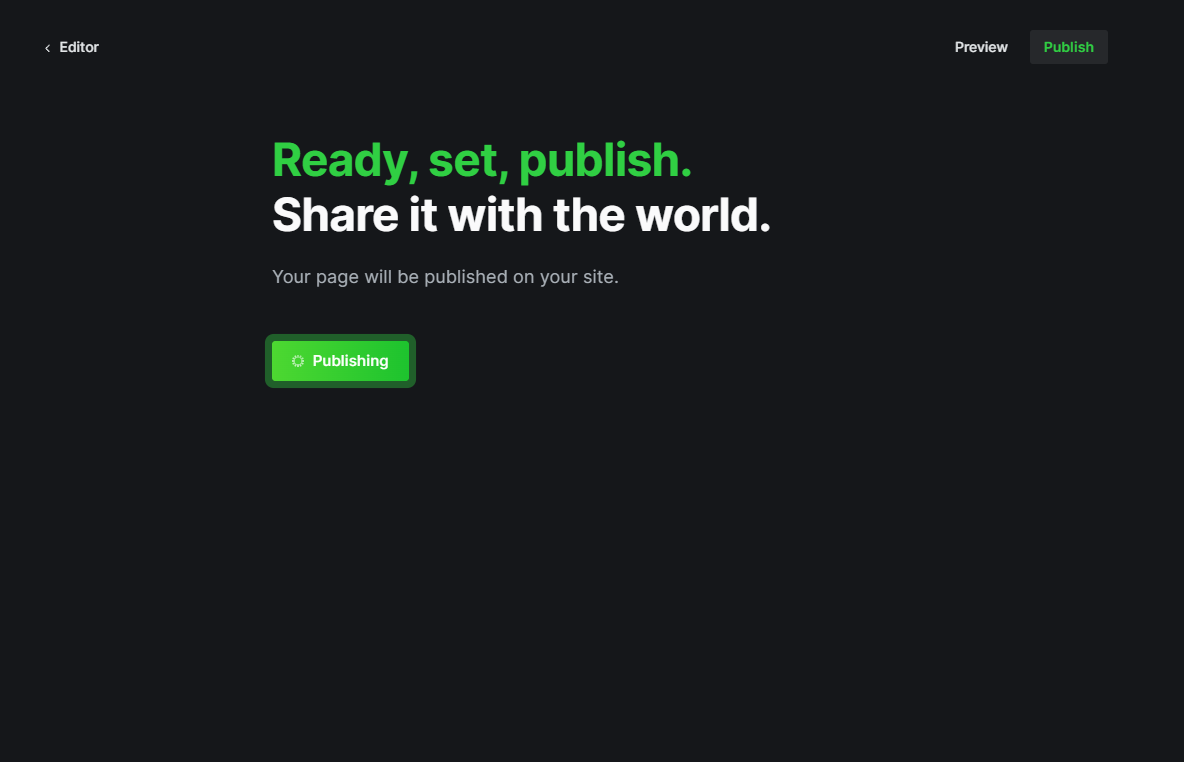 Editor
Preview
Publish
Ready, set, publish.
Share it with the world.
Your page will be published on your site.
Publishing